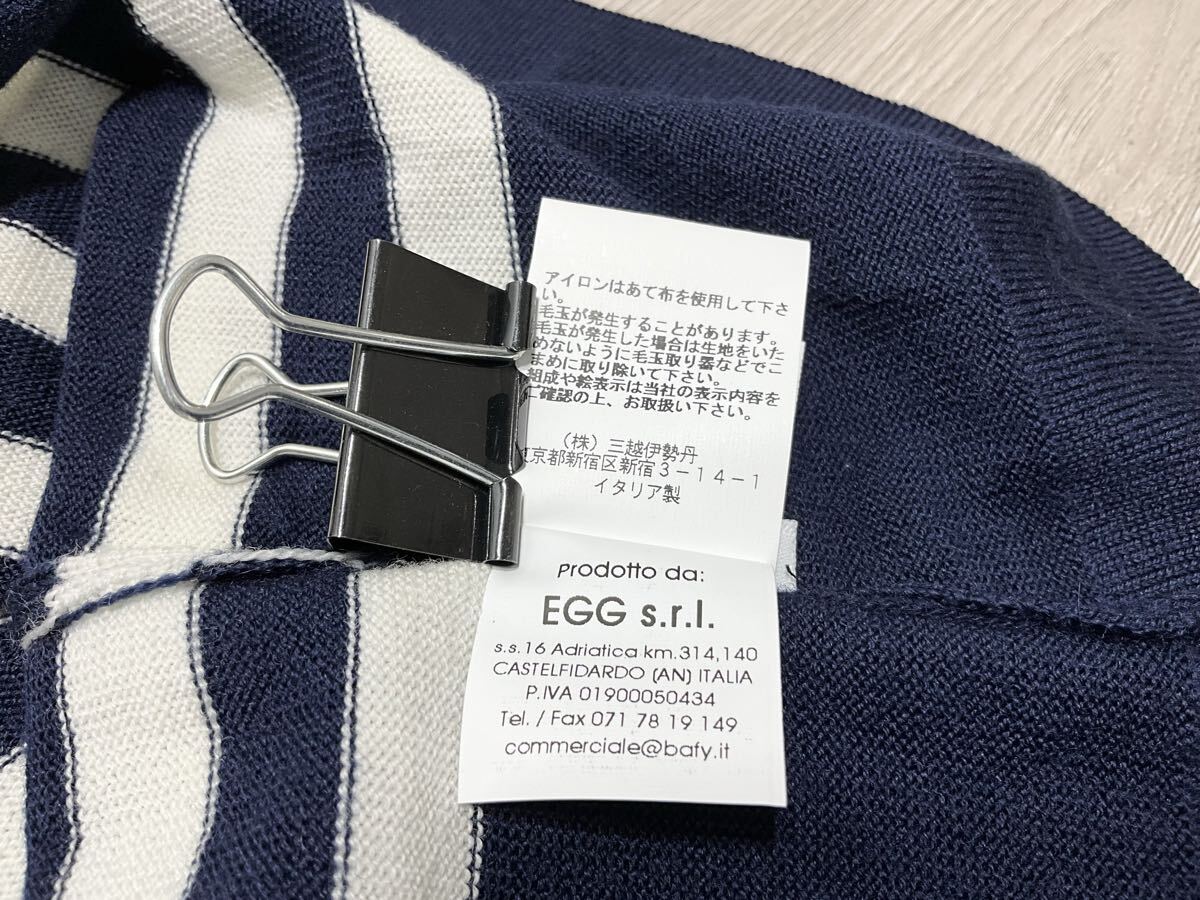 アイロンはあて布を使用して下さ
い。
毛玉が発生することがあります。
毛玉が発生した場合は生地をいた
めないように毛玉取り器などでこ
まめに取り除いて下さい。
組成や絵表示は当社の表示内容を
ご確認の上、お取扱い下さい。
(株) 三越伊勢丹
東京都新宿区新宿3-14-1
イタリア製
Prodotto da:
EGG s.r.l.
s.s.16 Adriatica km.314,140
CASTELFIDARDO (AN) ITALIA
P.IVA 01900050434
Tel. / Fax 071 78 19 149
commerciale@bafy.it